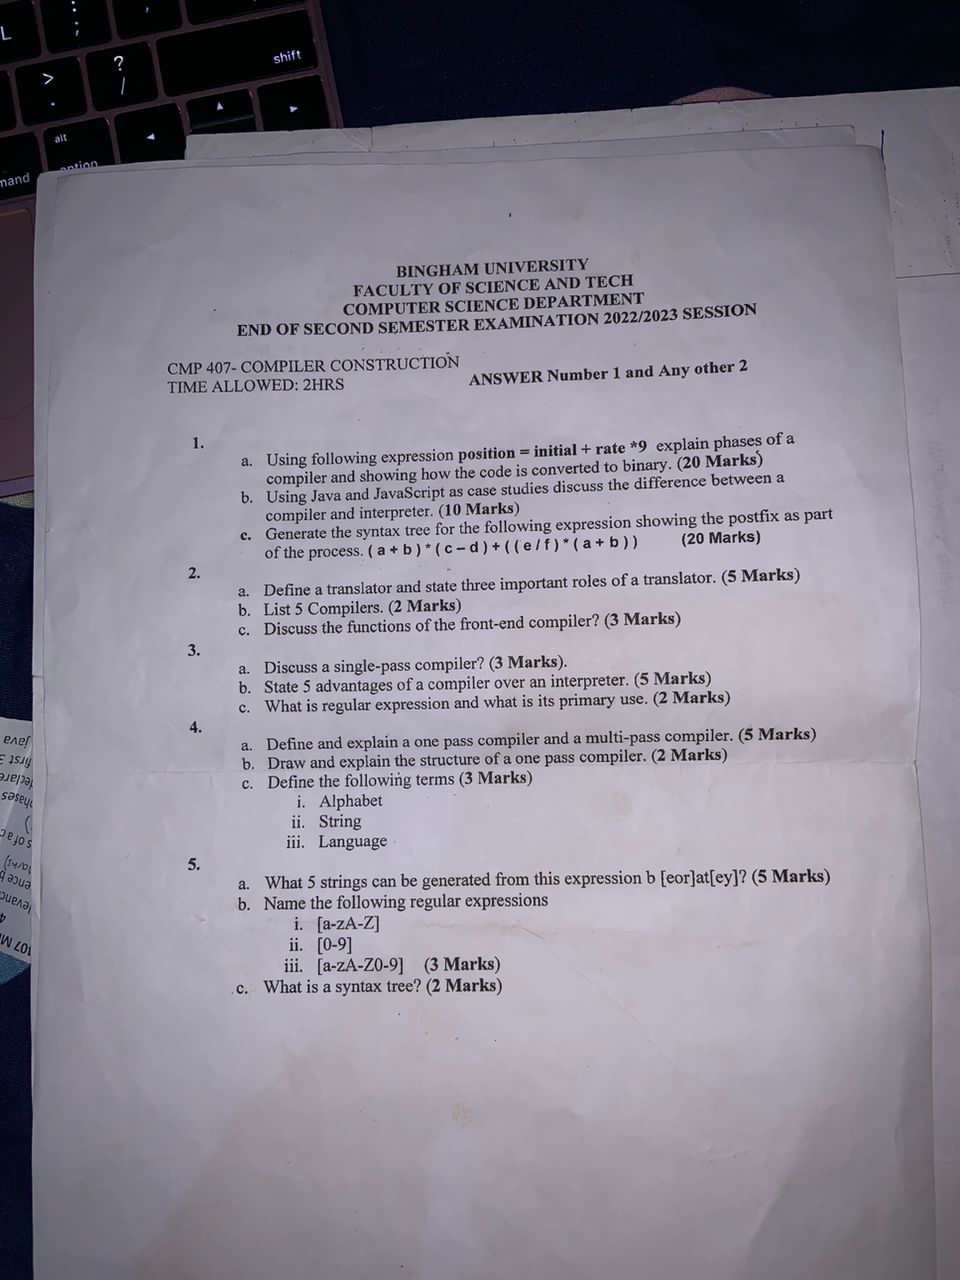 L
:
;
>
.
?
/
shift
alt
option
mand
BINGHAM UNIVERSITY
FACULTY OF SCIENCE AND TECH
COMPUTER SCIENCE DEPARTMENT
END OF SECOND SEMESTER EXAMINATION 2022/2023 SESSION
CMP 407- COMPILER CONSTRUCTION
TIME ALLOWED: 2HRS
ANSWER Number 1 and Any other 2
1.
a. Using following expression position = initial + rate *9 explain phases of a
compiler and showing how the code is converted to binary. (20 Marks)
b. Using Java and JavaScript as case studies discuss the difference between a
compiler and interpreter. (10 Marks)
c. Generate the syntax tree for the following expression showing the postfix as part
of the process. ( a + b ) * ( c – d ) + ( ( e / f ) * ( a + b ) ) (20 Marks)
2.
a. Define a translator and state three important roles of a translator. (5 Marks)
b. List 5 Compilers. (2 Marks)
c. Discuss the functions of the front-end compiler? (3 Marks)
3.
a. Discuss a single-pass compiler? (3 Marks).
b. State 5 advantages of a compiler over an interpreter. (5 Marks)
c. What is regular expression and what is its primary use. (2 Marks)
4.
a. Define and explain a one pass compiler and a multi-pass compiler. (5 Marks)
b. Draw and explain the structure of a one pass compiler. (2 Marks)
c. Define the following terms (3 Marks)
i. Alphabet
ii. String
iii. Language
5.
a. What 5 strings can be generated from this expression b [eor]at[ey]? (5 Marks)
b. Name the following regular expressions
i. [a-zA-Z]
ii. [0-9]
iii. [a-zA-Z0-9] (3 Marks)
c. What is a syntax tree? (2 Marks)